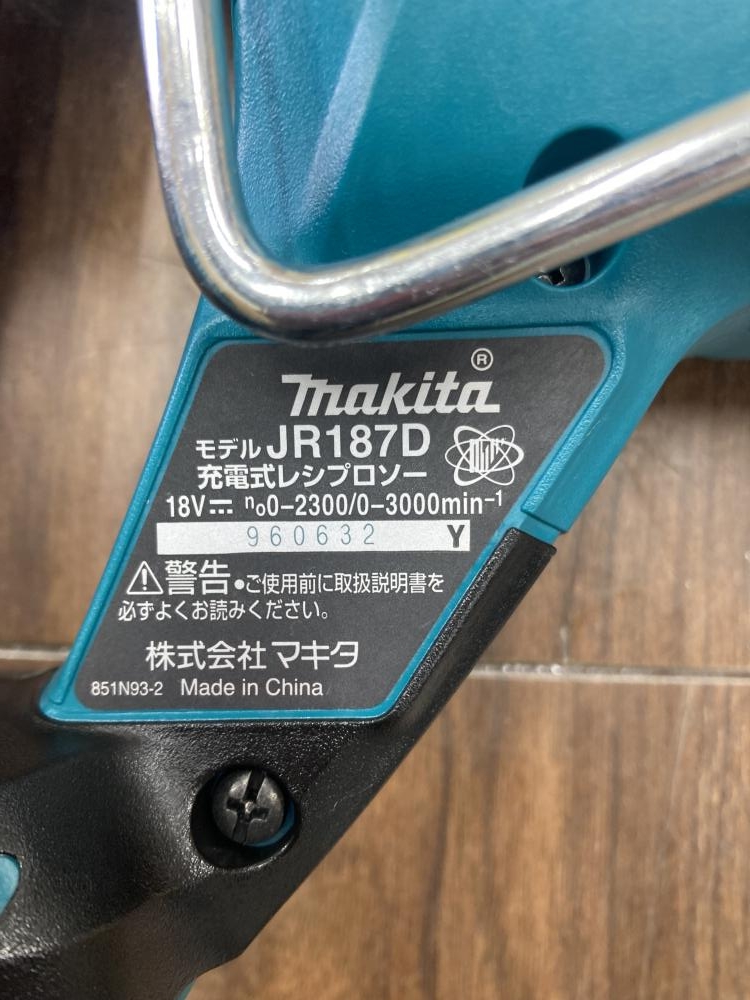 makita®
モデル JR187D
充電式レシプロソー
18V⎓ n₀0-2300/0-3000min⁻¹
960632 Y
⚠警告 •ご使用前に取扱説明書を
必ずよくお読みください。
株式会社 マキタ
851N93-2 Made in China